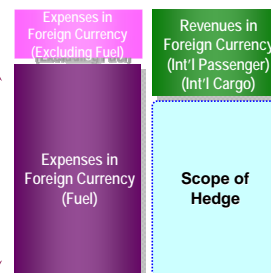 Expenses in
Foreign Currency
(Excluding Fuel)
Revenues in
Foreign Currency
(Int'l Passenger)
(Int'l Cargo)
Expenses in
Foreign Currency
(Fuel)
Scope of
Hedge